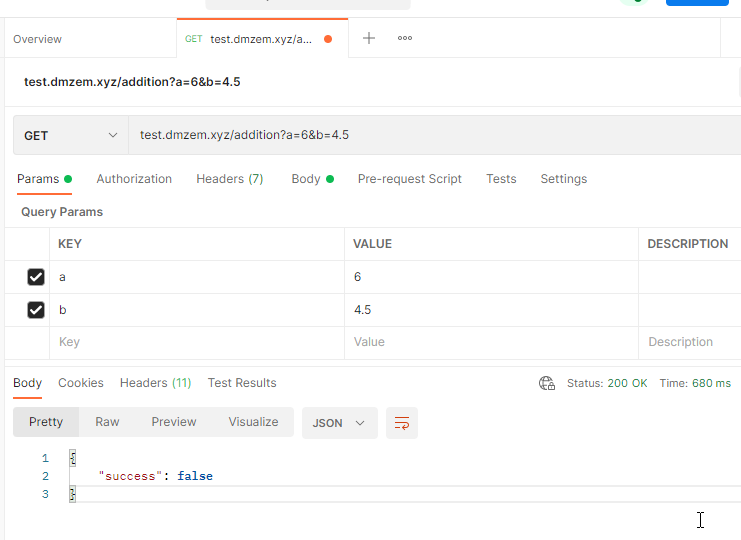 Overview
GET test.dmzem.xyz/a...
test.dmzem.xyz/addition?a=6&b=4.5
GET test.dmzem.xyz/addition?a=6&b=4.5
Params Authorization Headers (7) Body Pre-request Script Tests Settings
Query Params
KEY VALUE DESCRIPTION
a 6
b 4.5
Key Value Description
Body Cookies Headers (11) Test Results Status: 200 OK Time: 680 ms
Pretty Raw Preview Visualize JSON
1 {
2 "success": false
3 }